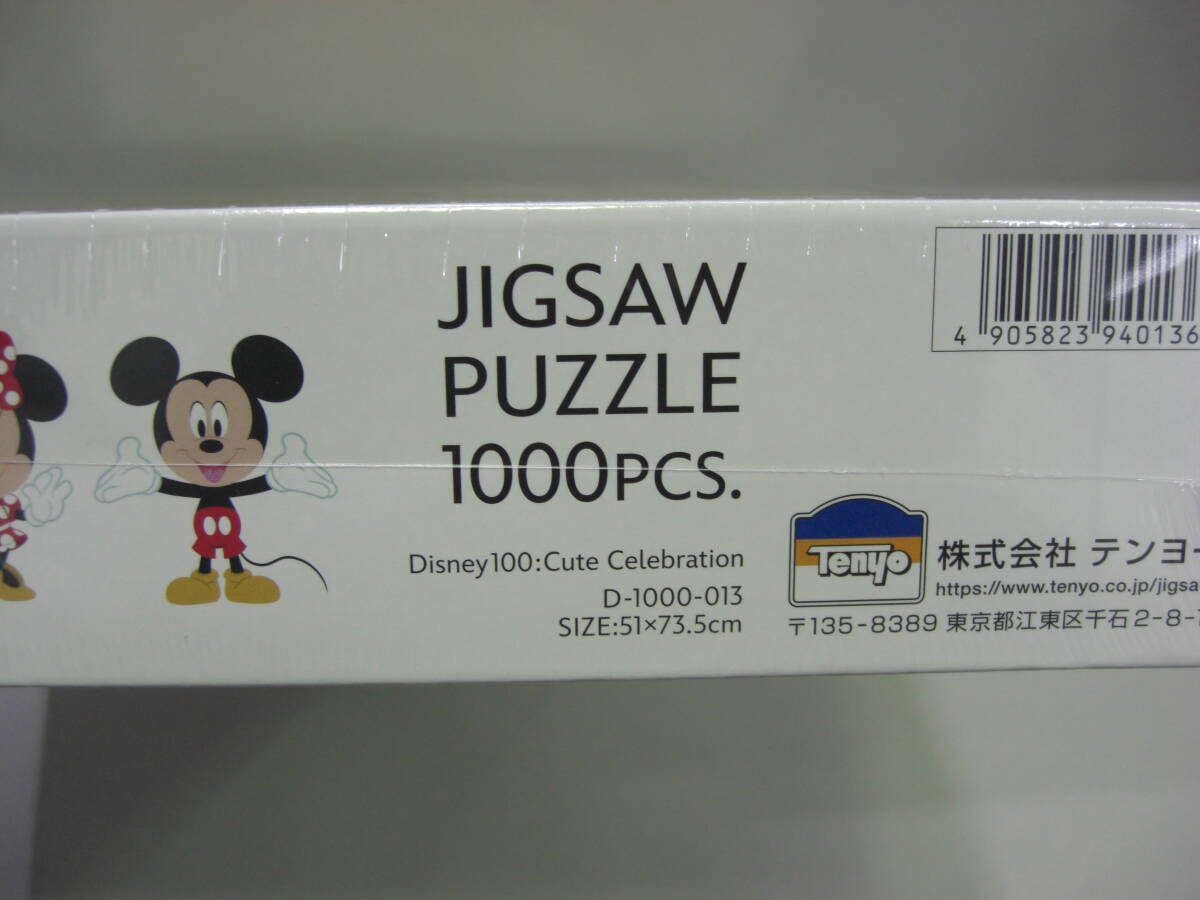 JIGSAW
PUZZLE
1000PCS.
Disney100:Cute Celebration
D-1000-013
SIZE:51×73.5cm
4 905823 940136
Tenyo
株式会社 テンヨー
https://www.tenyo.co.jp/jigsa
〒135-8389 東京都江東区千石2-8-